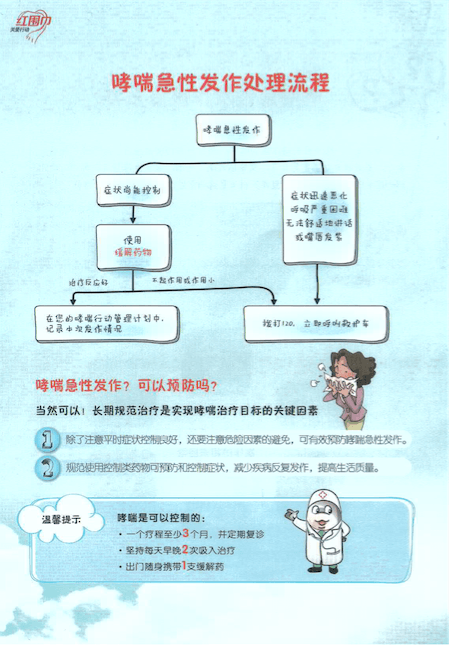 红围巾
关爱行动
哮喘急性发作处理流程
哮喘急性发作
症状尚能控制
症状迅速恶化
呼吸严重困难
无法舒适地讲话
或嘴唇发紫
使用
缓解药物
治疗反应好
不起作用或作用小
在您的哮喘行动管理计划中,
记录本次发作情况
拨打120, 立即呼叫救护车
哮喘急性发作? 可以预防吗?
当然可以! 长期规范治疗是实现哮喘治疗目标的关键因素
1 除了注意平时症状控制良好, 还要注意危险因素的避免, 可有效预防哮喘急性发作。
2 规范使用控制类药物可预防和控制症状, 减少疾病反复发作, 提高生活质量。
温馨提示
哮喘是可以控制的:
• 一个疗程至少3个月, 并定期复诊
• 坚持每天早晚2次吸入治疗
• 出门随身携带1支缓解药